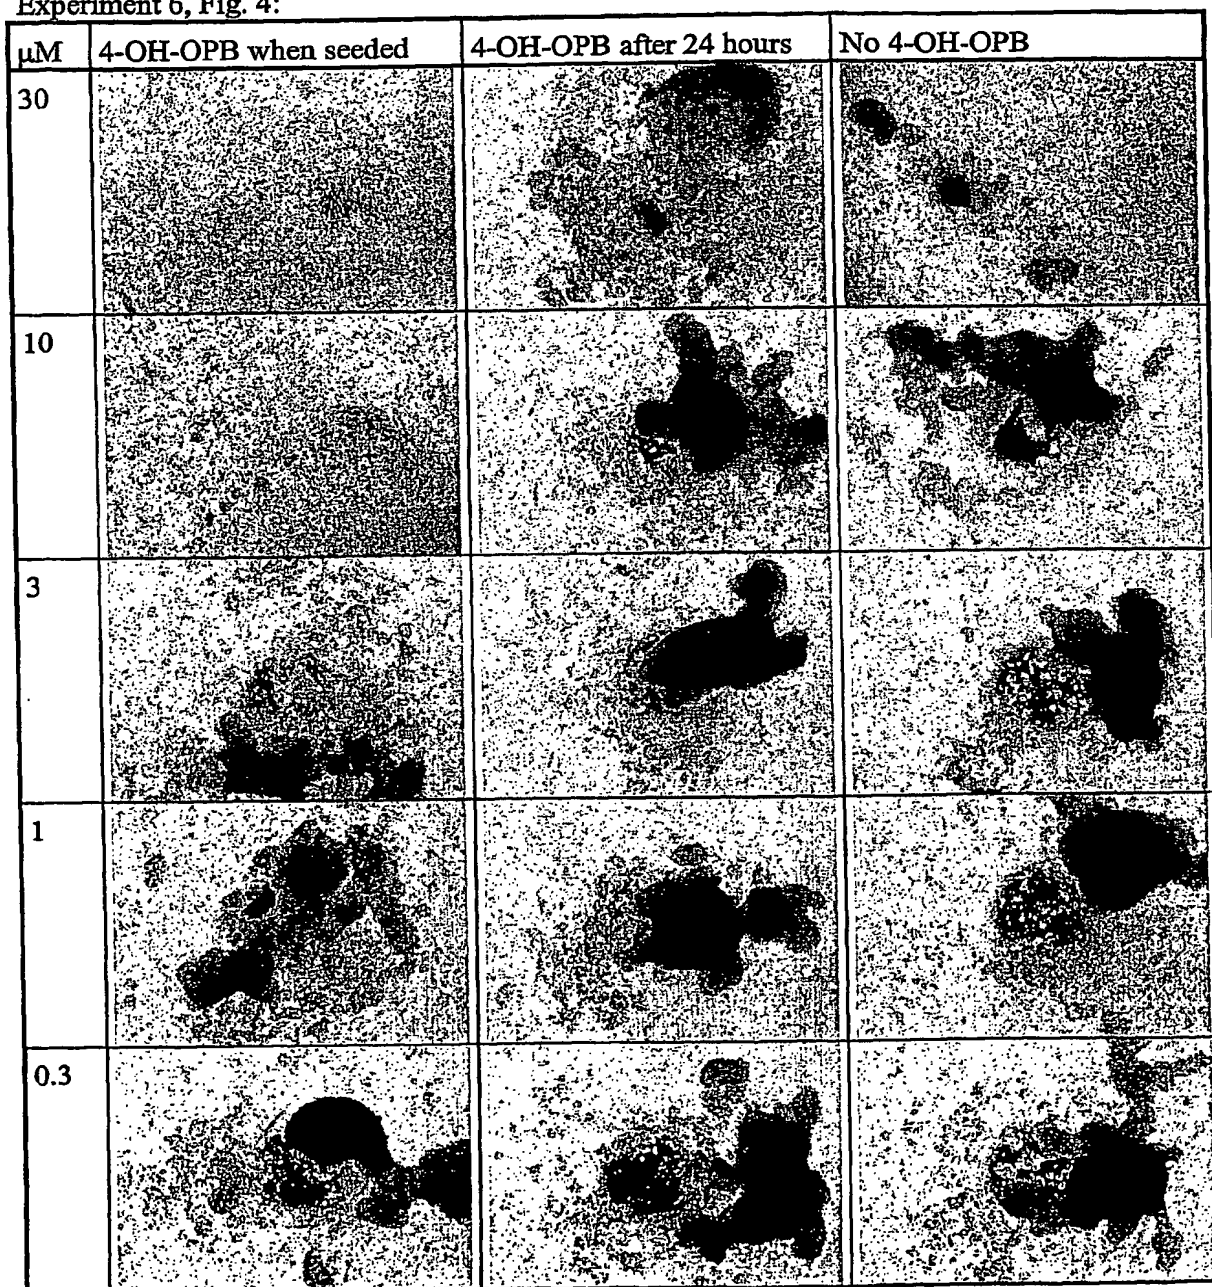 Experiment 6, Fig. 4:
μM 4-OH-OPB when seeded 4-OH-OPB after 24 hours No 4-OH-OPB
30
10
3
1
0.3